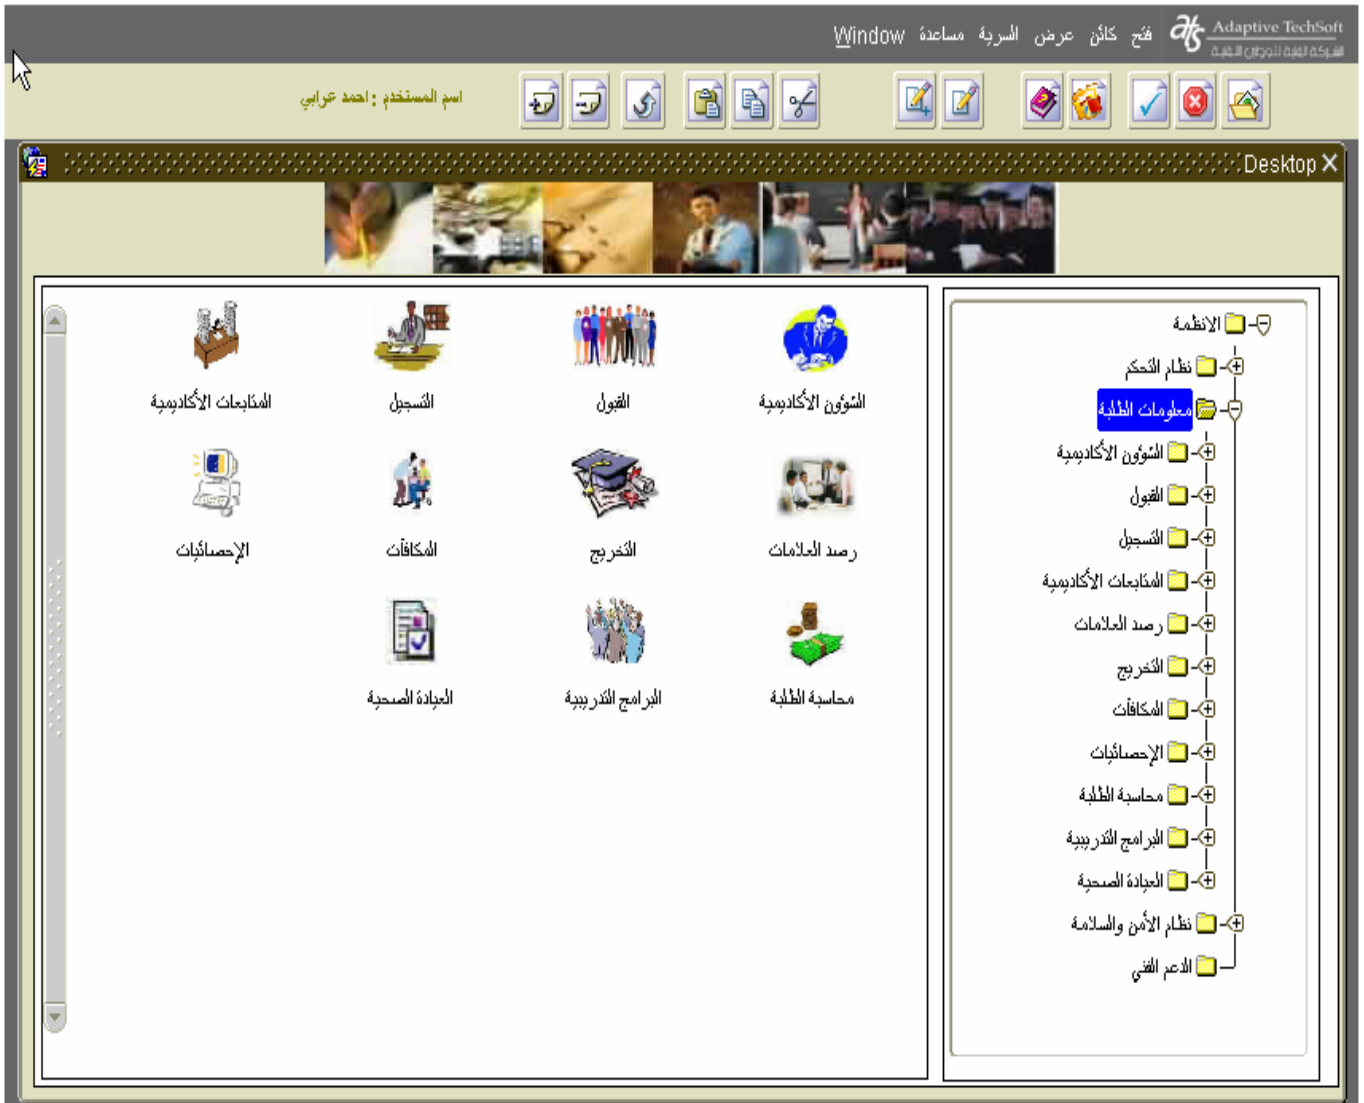 Adaptive TechSoft
فتح كائن عرض السرية مساعدة Window
اسم المستخدم : احمد عرابي
Desktop
الانظمة
نظام التحكم
معلومات الطلبة
الشؤون الأكاديمية
القبول
التسجيل
المتابعات الأكاديمية
رصد العلامات
التخريج
المكافآت
الإحصائيات
محاسبة الطلبة
البرامج التدريبية
العيادة الصحية
نظام الأمن والسلامة
الدعم الفني
الشؤون الأكاديمية القبول التسجيل المتابعات الأكاديمية
رصد العلامات التخريج المكافآت الإحصائيات
محاسبة الطلبة البرامج التدريبية العيادة الصحية